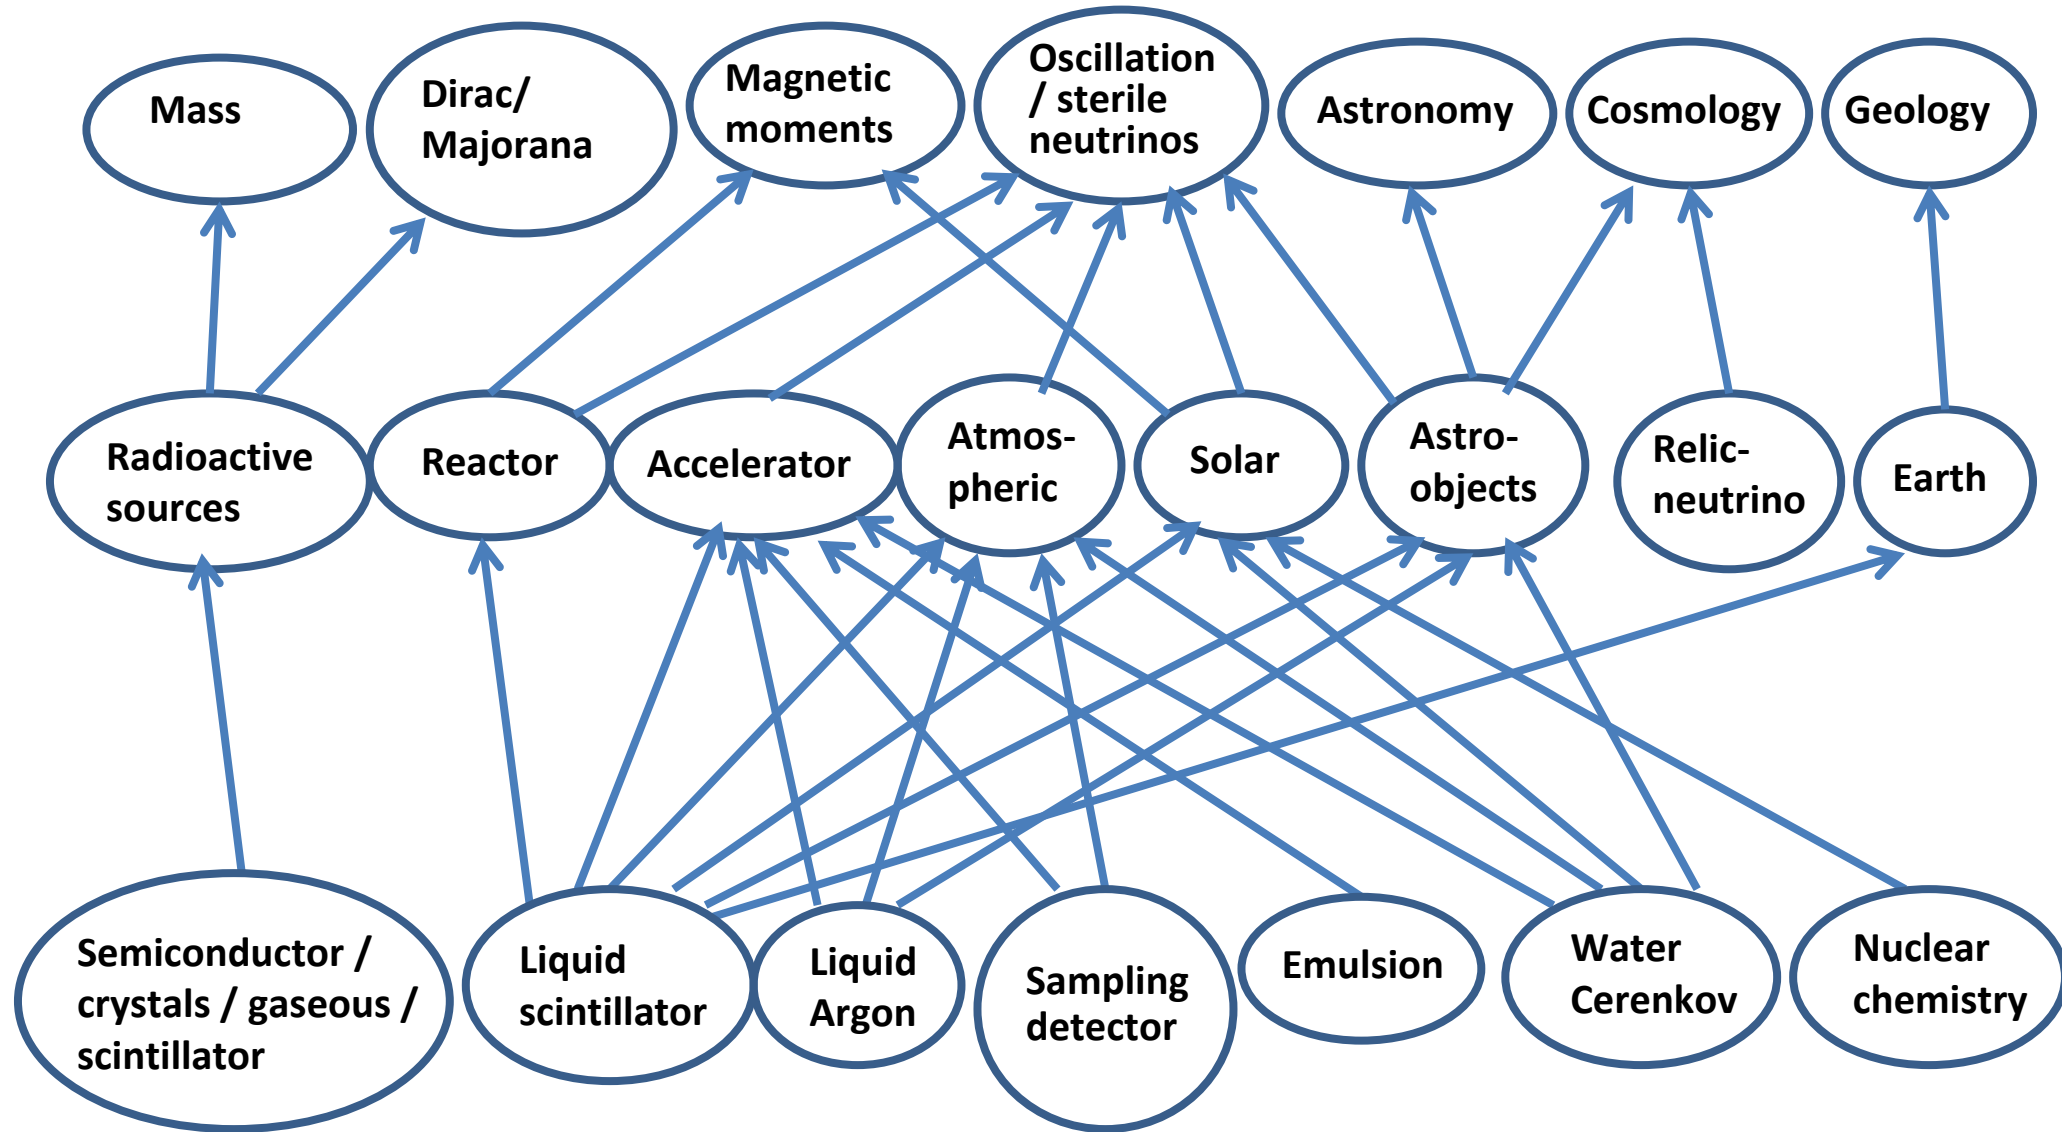 Mass
Dirac/
Majorana
Magnetic
moments
Oscillation
/ sterile
neutrinos
Astronomy
Cosmology
Geology
Radioactive
sources
Reactor
Accelerator
Atmos-
pheric
Solar
Astro-
objects
Relic-
neutrino
Earth
Semiconductor /
crystals / gaseous /
scintillator
Liquid
scintillator
Liquid
Argon
Sampling
detector
Emulsion
Water
Cerenkov
Nuclear
chemistry